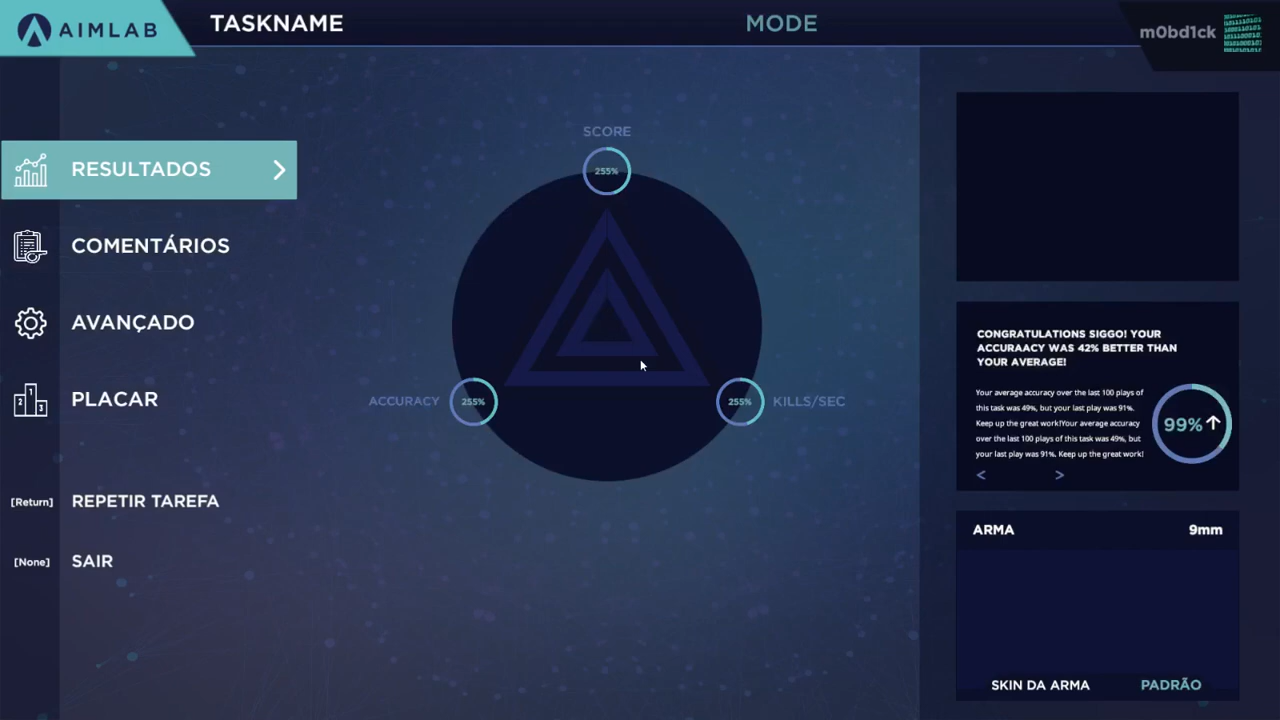 AIMLAB
TASKNAME
MODE
m0bd1ck
RESULTADOS
COMENTÁRIOS
AVANÇADO
PLACAR
[Return] REPETIR TAREFA
[None] SAIR
SCORE
255%
ACCURACY 255%
255% KILLS/SEC
CONGRATULATIONS SIGGO! YOUR
ACCURAACY WAS 42% BETTER THAN
YOUR AVERAGE!
Your average accuracy over the last 100 plays of
this task was 49%, but your last play was 91%.
Keep up the great work!Your average accuracy
over the last 100 plays of this task was 49%, but
your last play was 91%. Keep up the great work!
99%
< >
ARMA 9mm
SKIN DA ARMA PADRÃO